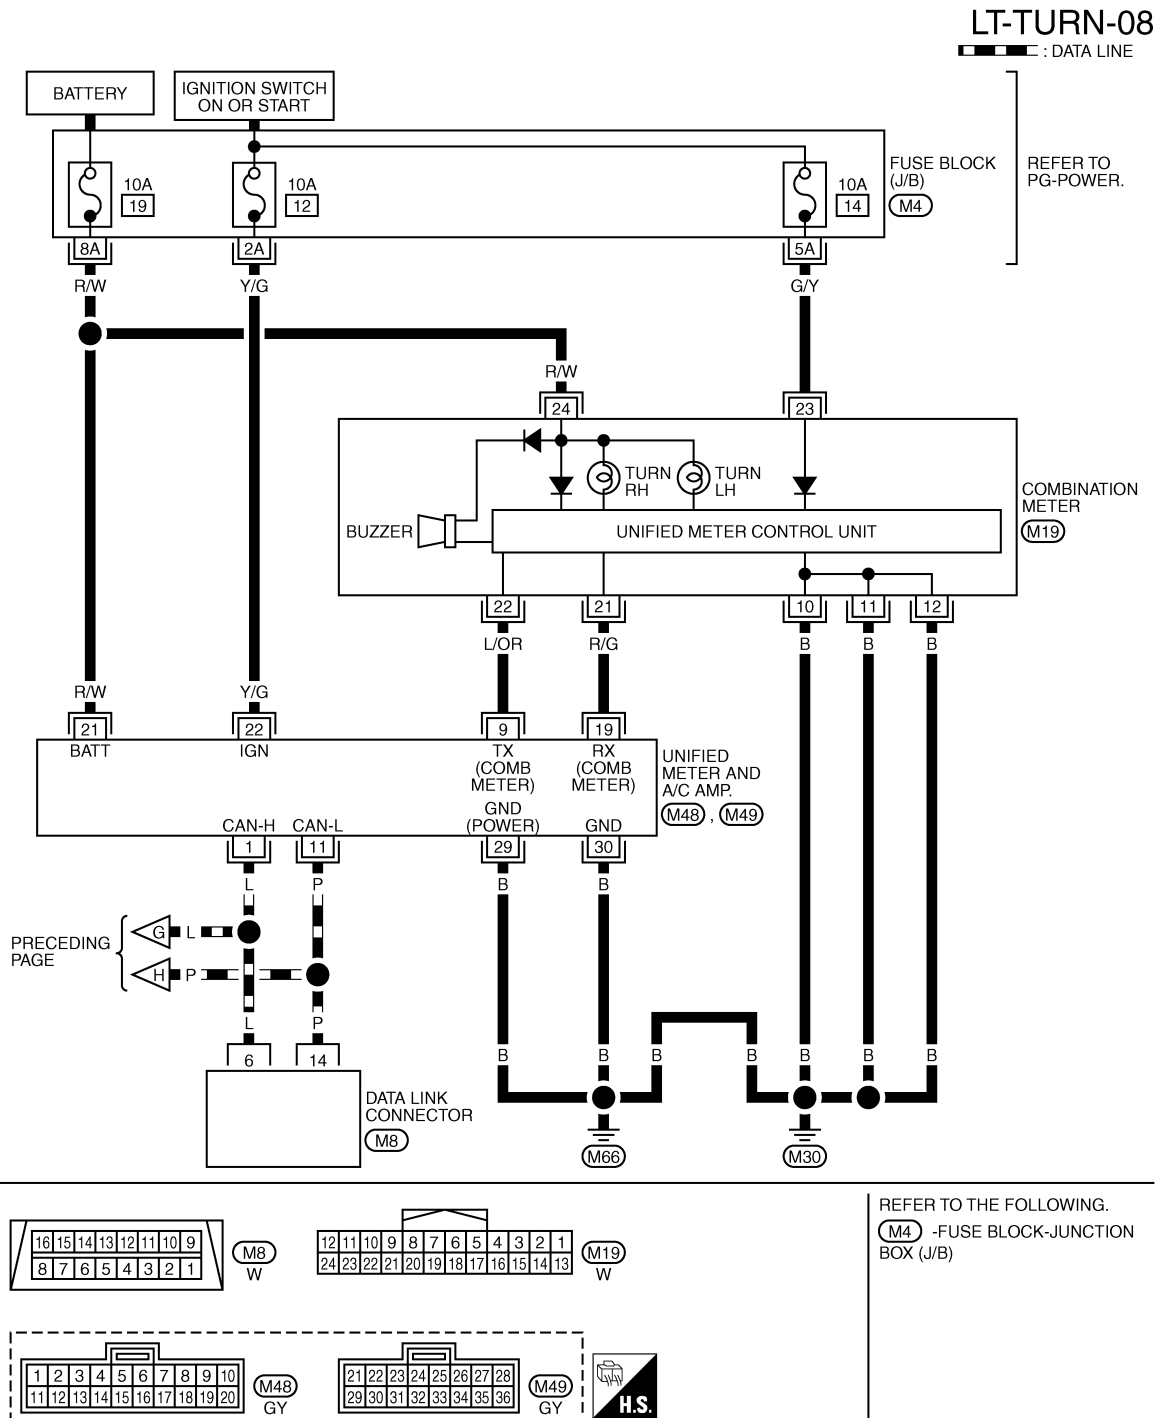 LT-TURN-08
: DATA LINE
BATTERY
IGNITION SWITCH
ON OR START
FUSE BLOCK
(J/B)
M4
REFER TO
PG-POWER.
10A
19
10A
12
10A
14
8A
2A
5A
R/W
Y/G
G/Y
R/W
24
23
TURN
RH
TURN
LH
BUZZER
UNIFIED METER CONTROL UNIT
COMBINATION
METER
M19
22
21
10
11
12
L/OR
R/G
B
B
B
R/W
Y/G
21
22
9
19
BATT
IGN
TX
(COMB
METER)
RX
(COMB
METER)
UNIFIED
METER AND
A/C AMP.
M48 , M49
CAN-H
CAN-L
GND
(POWER)
GND
1
11
29
30
L
P
B
B
PRECEDING
PAGE
G
L
H
P
L
P
B
B
B
B
B
B
B
6
14
DATA LINK
CONNECTOR
M8
M66
M30
REFER TO THE FOLLOWING.
M4 -FUSE BLOCK-JUNCTION
BOX (J/B)
16 15 14 13 12 11 10 9
8 7 6 5 4 3 2 1
M8
W
12 11 10 9 8 7 6 5 4 3 2 1
24 23 22 21 20 19 18 17 16 15 14 13
M19
W
1 2 3 4 5 6 7 8 9 10
11 12 13 14 15 16 17 18 19 20
M48
GY
21 22 23 24 25 26 27 28
29 30 31 32 33 34 35 36
M49
GY
H.S.